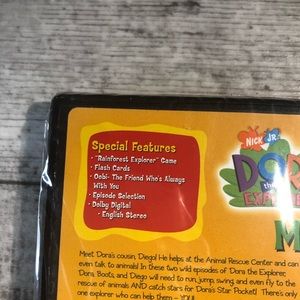 Special Features
• "Rainforest Explorer" Game
• Flash Cards
• Oobi- The Friend Who's Always
With You
• Episode Selection
• Dolby Digital
- English Stereo
NICK JR.
DORA
the
EXP
M
Meet Dora's cousin, Diego! He helps at the Animal Rescue Center and can
even talk to animals! In these two wild episodes of Dora the Explorer,
Dora, Boots, and Diego will need to run, jump, swing and even fly to the
rescue of animals AND catch stars for Dora's Star Pocket! There's only
one explorer who can help them - YOU!